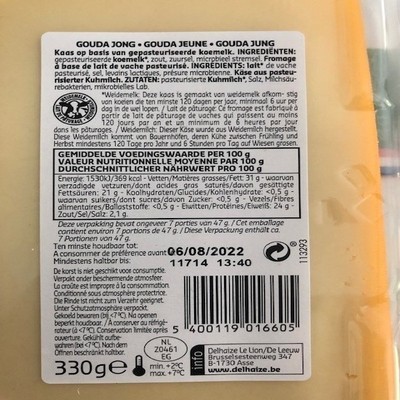 GOUDA JONG • GOUDA JEUNE • GOUDA JUNG
Kaas op basis van gepasteuriseerde koemelk. INGREDIËNTEN:
gepasteuriseerde koemelk*, zout, zuursel, microbieel stremsel. Fromage
à base de lait de vache pasteurisé. INGRÉDIENTS: lait* de vache
pasteurisé, sel, levains lactiques, présure microbienne. Käse aus pasteu-
risierter Kuhmilch. ZUTATEN: pasteurisierte Kuhmilch*, Salz, Milchsäu-
rebakterien, mikrobielles Lab.
*Weidemelk: Deze kaas is gemaakt van weidemelk afkom-
stig van koeien die ten minste 120 dagen per jaar, minimaal 6 uur per
dag in de wei lopen. Lait de pâturage: Ce fromage est fabriqué à
partir de lait de pâturage de vaches qui paissent au moins
120 jours par an et un minimum de 6 heures par jour
dans les prés. Weidemilch: Dieser Käse wurde aus Weidemilch hergestellt.
Diese Weidemilch kommt von Bauernhöfen, deren Kühe zwischen Frühling und
Herbst mindestens 120 Tage pro Jahr und 6 Stunden pro Tag auf Wiesen grasen.
GEMIDDELDE VOEDINGSWAARDE PER 100 g
VALEUR NUTRITIONNELLE MOYENNE PAR 100 g
DURCHSCHNITTLICHER NÄHRWERT PRO 100 g
Energie: 1530kJ/369 kcal - Vetten/Matières grasses/Fett: 31 g - waarvan
verzadigde vetzuren/dont acides gras saturés/davon gesättigte
Fettsäuren: 21 g - Koolhydraten/Glucides/Kohlenhydrate: <0,5 g -
waarvan suikers/dont sucres/davon Zucker: <0,5 g - Vezels/Fibres
alimentaires/Ballaststoffe: <0,5 g - Eiwitten/Protéines/Eiweiß: 24 g -
Zout/Sel/Salz: 2,1 g.
Deze verpakking bevat ongeveer 7 porties van 47 g. / Cet emballage
contient environ 7 portions de 47 g. / Diese Verpackung enthält ca.
7 Portionen von 47 g.
Ten minste houdbaar tot
A consommer de préférence avant
Mindestens haltbar bis
06/08/2022
11714 13:40
113293
De korst is niet geschikt voor consumptie.
Verpakt onder beschermende atmosfeer.
La croûte est impropre à la consommation
Conditionné sous atmosphère protectrice.
Die Rinde ist nicht zum Verzehr geeignet.
Unter Schutzatmosphäre verpackt.
Gekoeld bewaren (bij <7°C). Na openen
beperkt houdbaar. / A conserver au réfrigé-
rateur (à <7°C). Conservation limitée
après ouverture. Gekühlt aufbe-
wahren (bei <7°C). Nach dem Öff-
nen beschränkt haltbar.
5 400119 016605
330g e
min. +2°C
max. +7°C
NL
Z0461
EG
info
Delhaize Le Lion/De Leeuw
Brusselsesteenweg 347
B-1730 Asse
www.delhaize.be